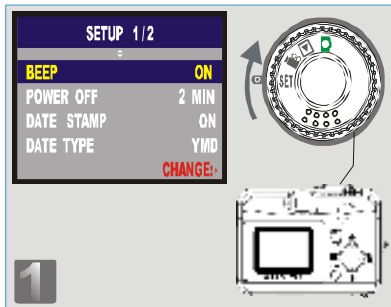 SETUP 1/2
BEEP ON
POWER OFF 2 MIN
DATE STAMP ON
DATE TYPE YMD
CHANGE:
SET
1